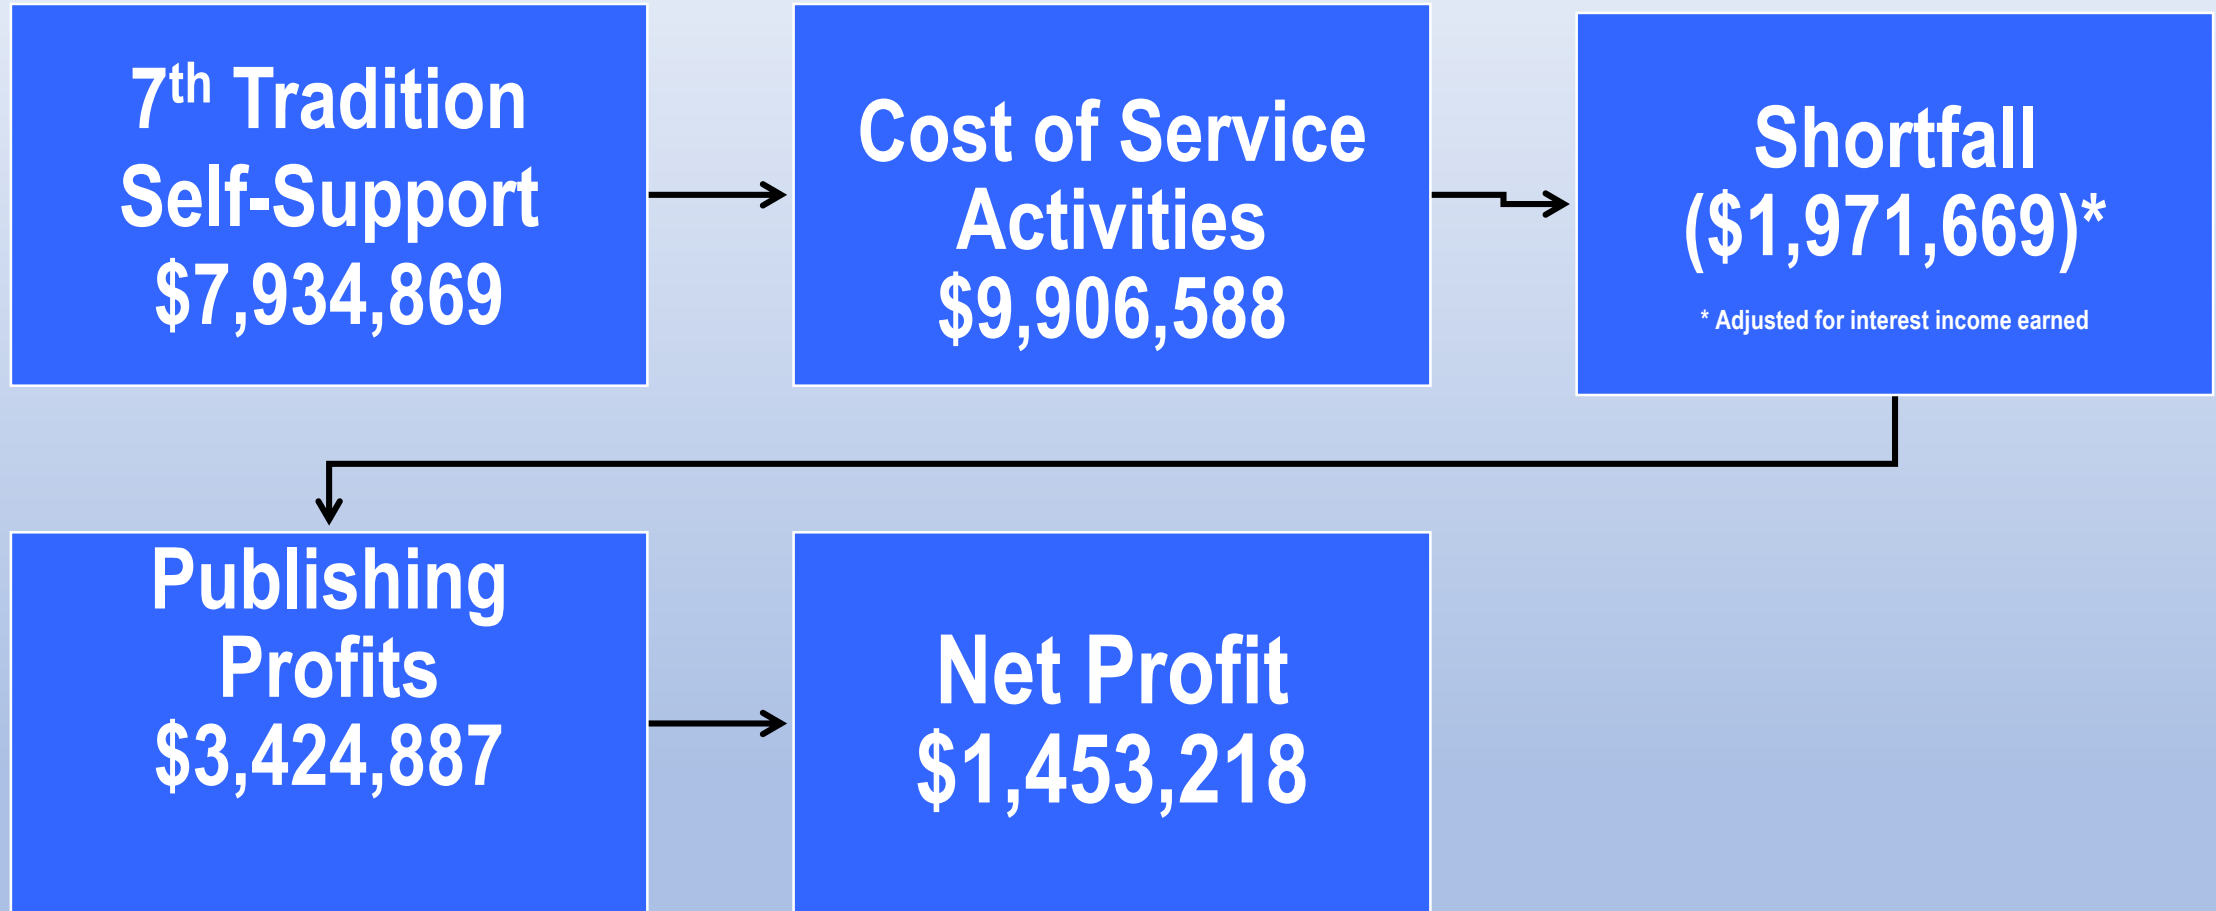 7th Tradition
Self-Support
$7,934,869
Cost of Service
Activities
$9,906,588
Shortfall
($1,971,669)*
* Adjusted for interest income earned
Publishing
Profits
$3,424,887
Net Profit
$1,453,218